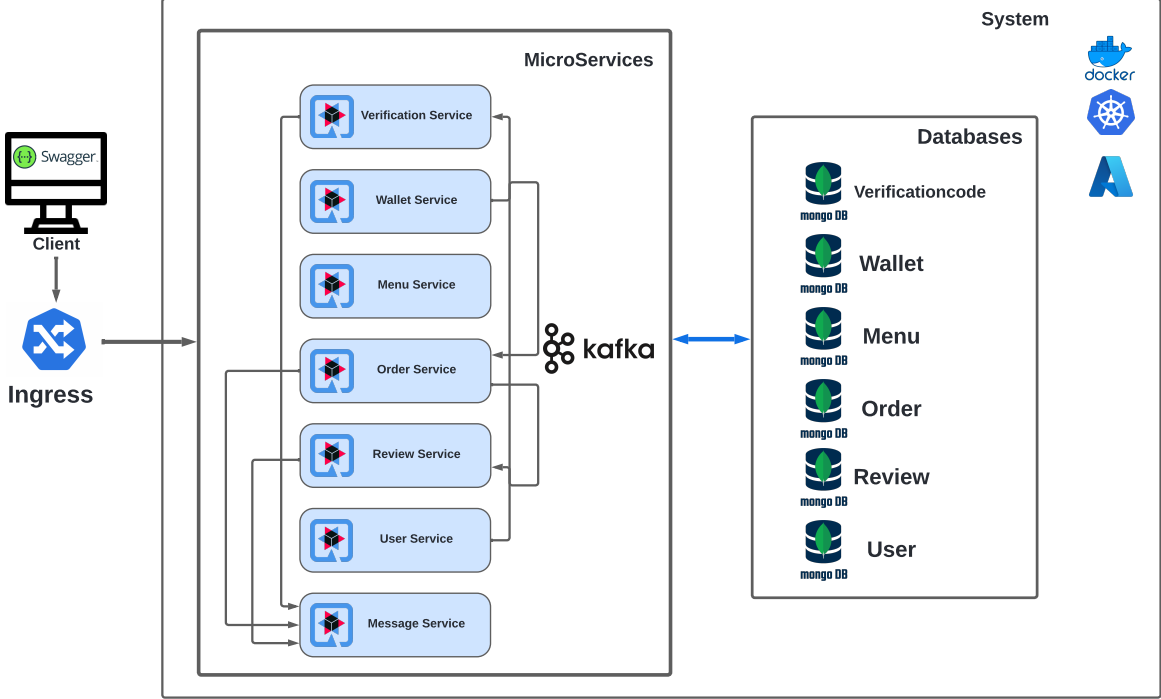 System
MicroServices
docker
Verification Service
Databases
{··}
Swagger
Verificationcode
mongo DB
Wallet Service
Client
Wallet
mongo DB
Menu Service
Menu
mongo DB
kafka
Order Service
Ingress
Order
mongo DB
Review Service
Review
mongo DB
User Service
User
mongo DB
Message Service